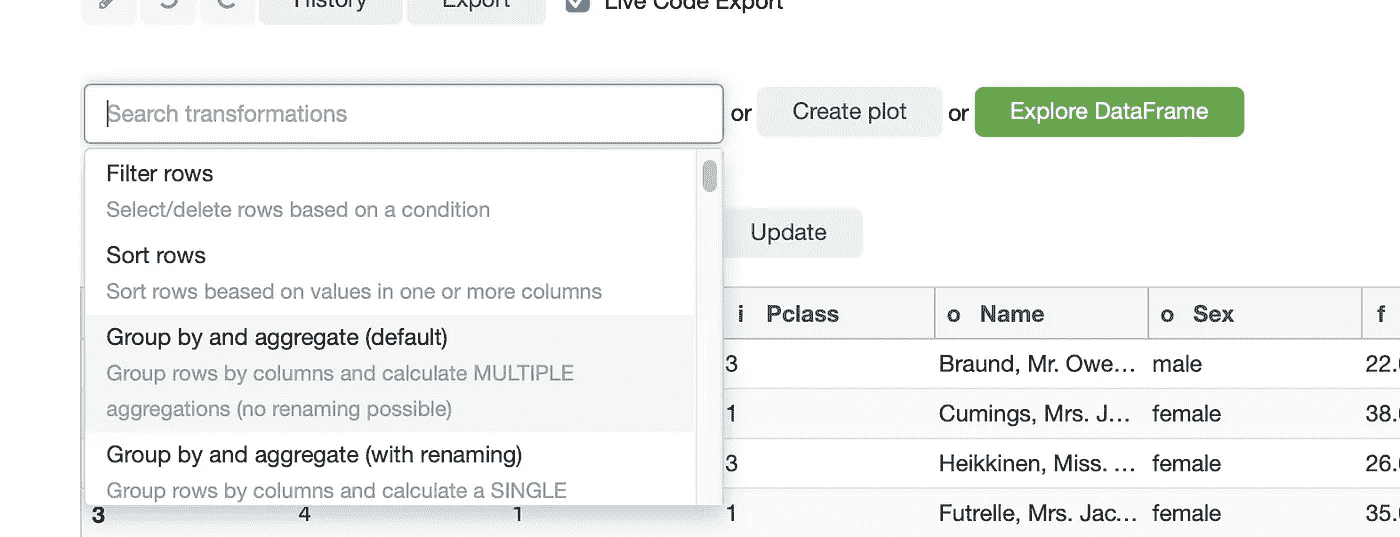 History Export Live Code Export
Search transformations or Create plot or Explore DataFrame
Filter rows
Select/delete rows based on a condition
Update
Sort rows
Sort rows beased on values in one or more columns
i Pclass o Name o Sex f
Group by and aggregate (default)
Group rows by columns and calculate MULTIPLE
aggregations (no renaming possible)
3 Braund, Mr. Owe... male 22.
1 Cumings, Mrs. J... female 38.
Group by and aggregate (with renaming)
3 Heikkinen, Miss. ... female 26.
Group rows by columns and calculate a SINGLE
3 4 1 1 Futrelle, Mrs. Jac... female 35.